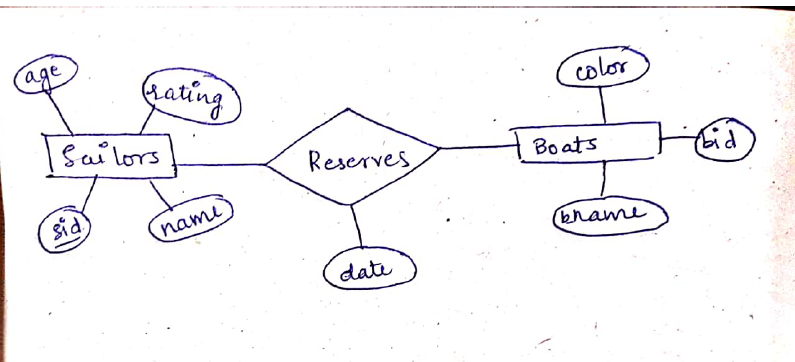 age
rating
color
Sailors
Reserves
Boats
bid
sid
name
bname
date